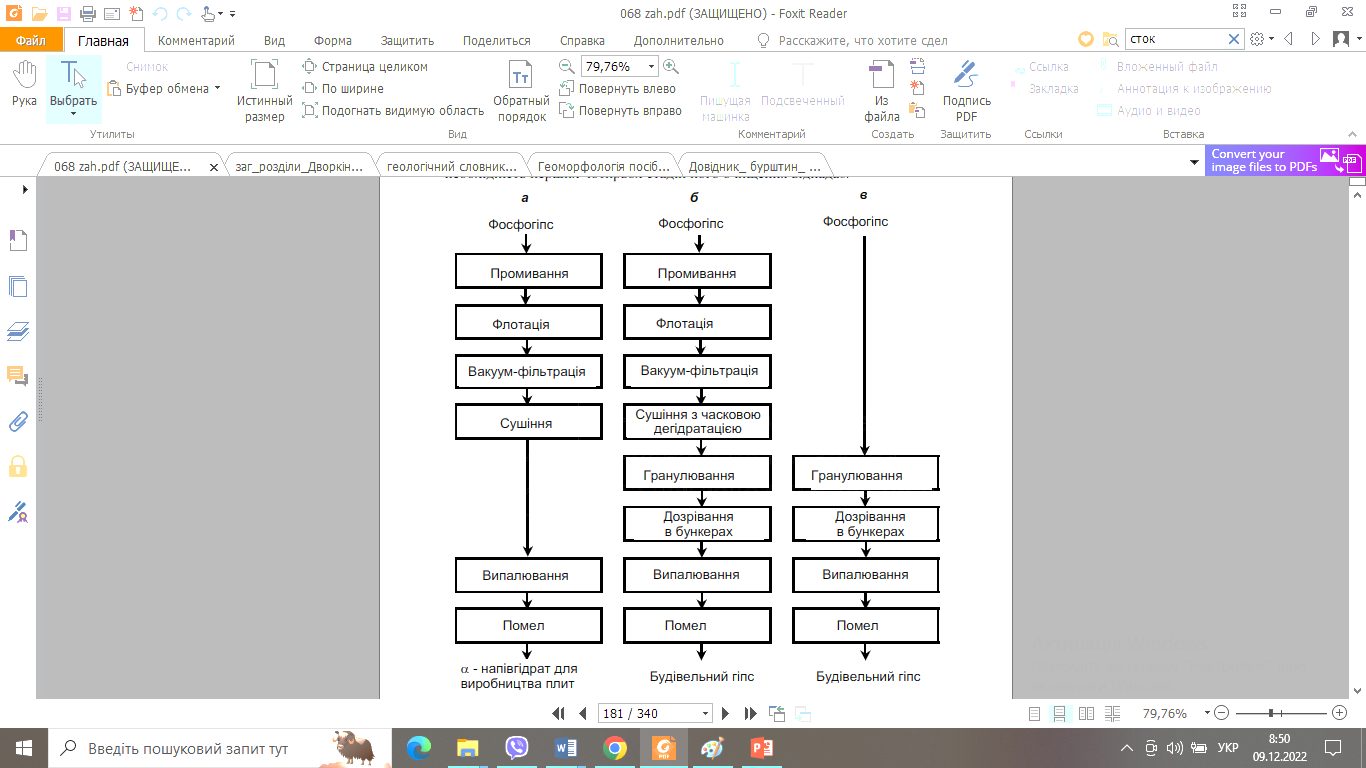 068 zah.pdf (ЗАЩИЩЕНО) - Foxit Reader
Файл
Главная
Комментарий
Вид
Форма
Защитить
Поделиться
Справка
Дополнительно
Расскажите, что хотите сдел
сток
Рука
Выбрать
Снимок
Буфер обмена
Утилиты
Истинный
размер
Страница целиком
По ширине
Подогнать видимую область
Обратный
порядок
79,76%
Повернуть влево
Повернуть вправо
Вид
Пишущая
машинка
Подсвеченный
Комментарий
Из
файла
Создать
Подпись
PDF
Защитить
Ссылка
Закладка
Ссылки
Вложенный файл
Аннотация к изображению
Аудио и видео
Вставка
068 zah.pdf (ЗАЩИЩЕ...
заг_розділи_Дворкін...
геологічний словник...
Геоморфологія посіб...
Довідник_ бурштин_ ...
Convert your
image files to PDFs
а
Фосфогіпс
Промивання
Флотація
Вакуум-фільтрація
Сушіння
Випалювання
Помел
α - напівгідрат для
виробництва плит
б
Фосфогіпс
Промивання
Флотація
Вакуум-фільтрація
Сушіння з часковою
дегідратацією
Гранулювання
Дозрівання
в бункерах
Випалювання
Помел
Будівельний гіпс
в
Фосфогіпс
Гранулювання
Дозрівання
в бункерах
Випалювання
Помел
Будівельний гіпс
181 / 340
79,76%
Введіть пошуковий запит тут
УКР
8:50
09.12.2022